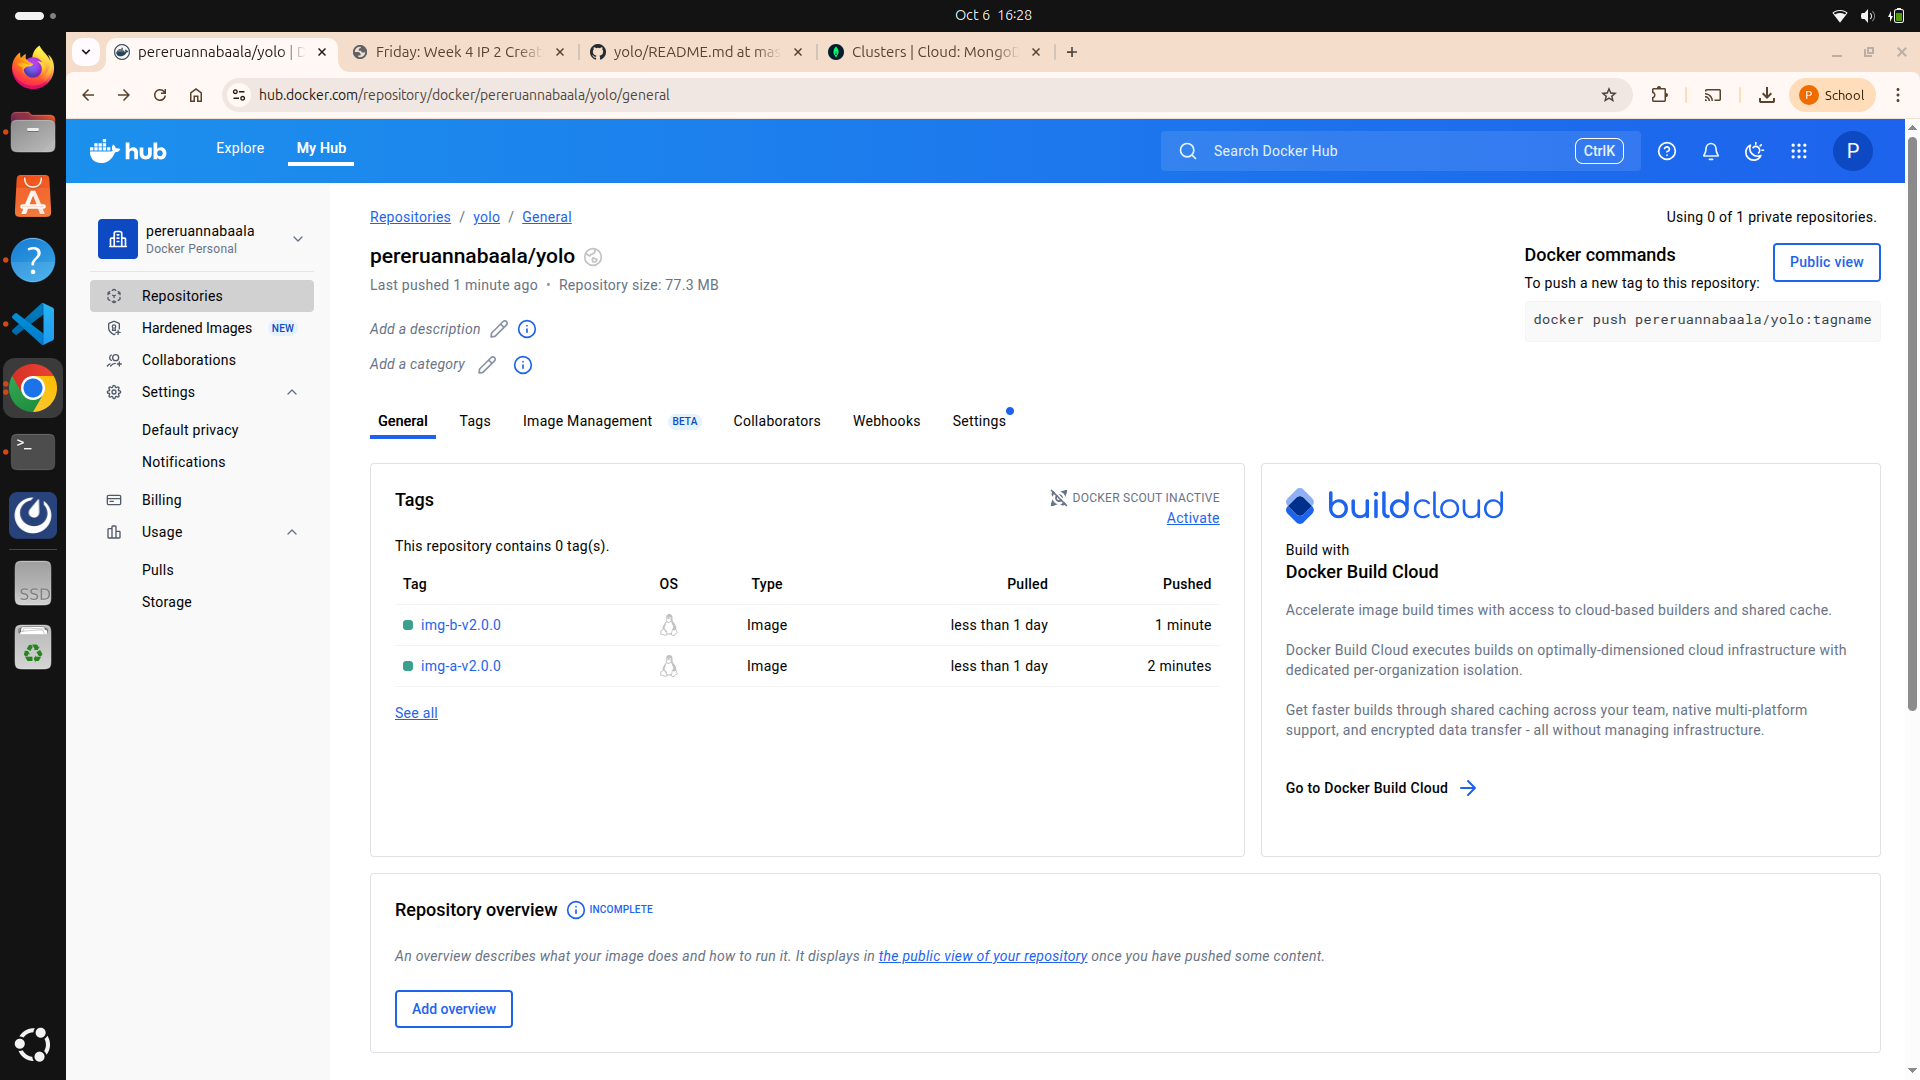 Oct 6 16:28
pereruannabaala/yolo | D
Friday: Week 4 IP 2 Creat
yolo/README.md at mas
Clusters | Cloud: MongoD
hub.docker.com/repository/docker/pereruannabaala/yolo/general
P School
hub
Explore
My Hub
Search Docker Hub
CtrlK
P
pereruannabaala
Docker Personal
Repositories
Hardened Images NEW
Collaborations
Settings
Default privacy
Notifications
Billing
Usage
Pulls
Storage
Repositories / yolo / General
Using 0 of 1 private repositories.
pereruannabaala/yolo
Last pushed 1 minute ago • Repository size: 77.3 MB
Add a description
Add a category
Docker commands
Public view
To push a new tag to this repository:
docker push pereruannabaala/yolo:tagname
General Tags Image Management BETA Collaborators Webhooks Settings
Tags
DOCKER SCOUT INACTIVE
Activate
This repository contains 0 tag(s).
Tag OS Type Pulled Pushed
img-b-v2.0.0 Image less than 1 day 1 minute
img-a-v2.0.0 Image less than 1 day 2 minutes
See all
buildcloud
Build with
Docker Build Cloud
Accelerate image build times with access to cloud-based builders and shared cache.
Docker Build Cloud executes builds on optimally-dimensioned cloud infrastructure with
dedicated per-organization isolation.
Get faster builds through shared caching across your team, native multi-platform
support, and encrypted data transfer - all without managing infrastructure.
Go to Docker Build Cloud
Repository overview INCOMPLETE
An overview describes what your image does and how to run it. It displays in the public view of your repository once you have pushed some content.
Add overview
SSD